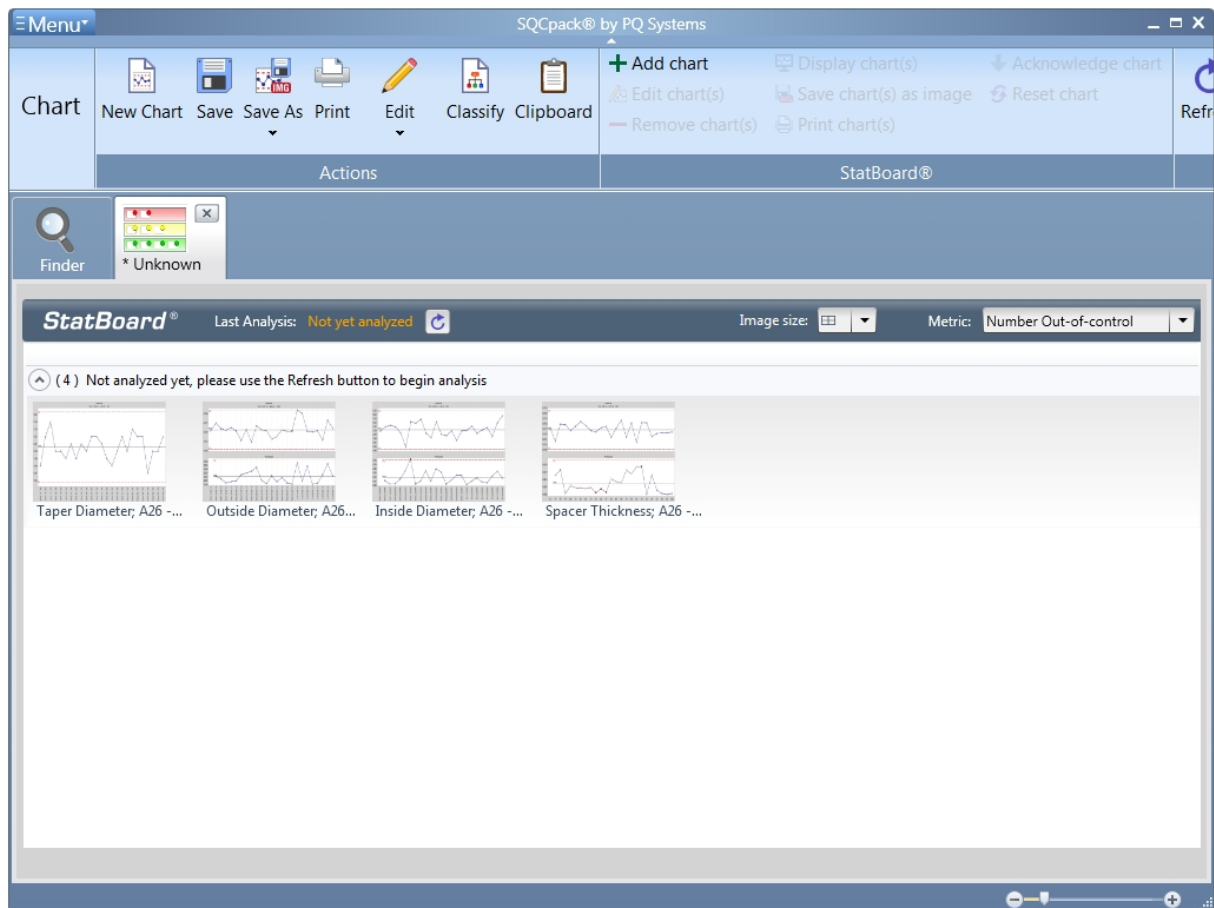 Menu
SQCpack® by PQ Systems
Chart
New Chart
Save
Save As
Print
Edit
Classify
Clipboard
Actions
Add chart
Edit chart(s)
Remove chart(s)
Display chart(s)
Save chart(s) as image
Print chart(s)
Acknowledge chart
Reset chart
StatBoard®
Refr
IMG
Finder
* Unknown
StatBoard®
Last Analysis: Not yet analyzed
Image size:
Metric: Number Out-of-control
( 4 ) Not analyzed yet, please use the Refresh button to begin analysis
Taper Diameter; A26 -...
Outside Diameter; A26...
Inside Diameter; A26 -...
Spacer Thickness; A26 -...